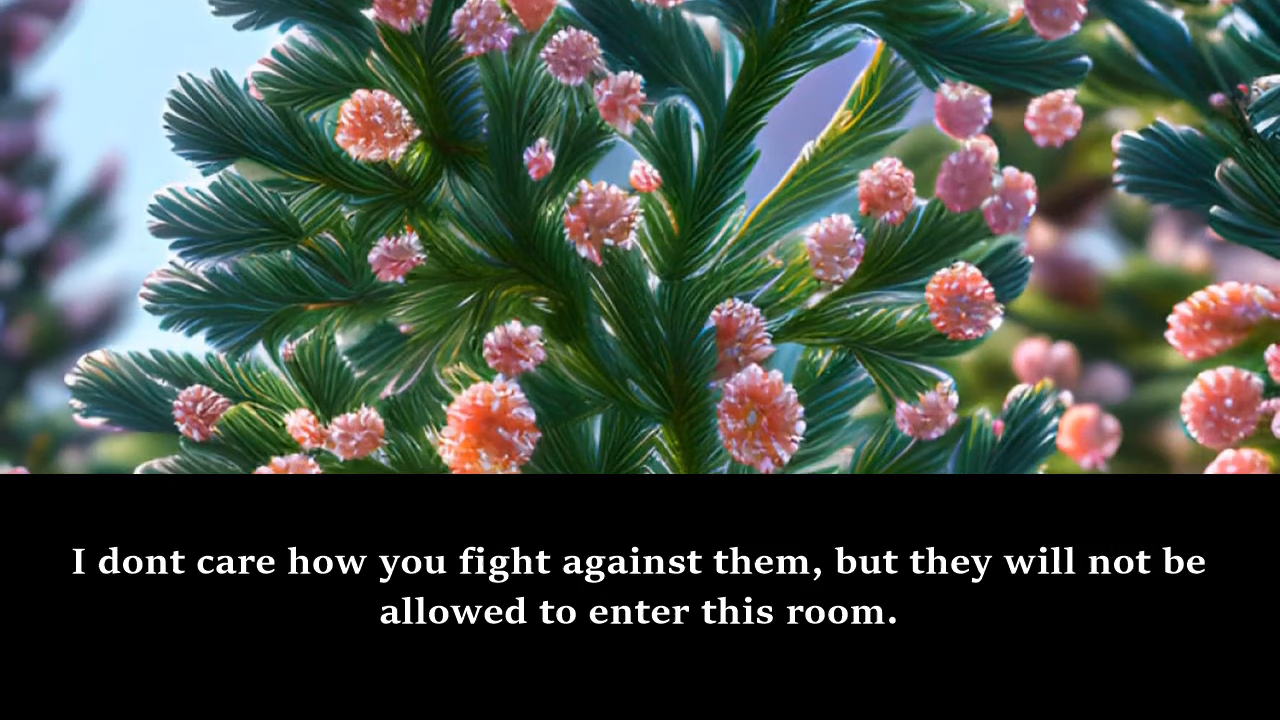 I dont care how you fight against them, but they will not be
allowed to enter this room.